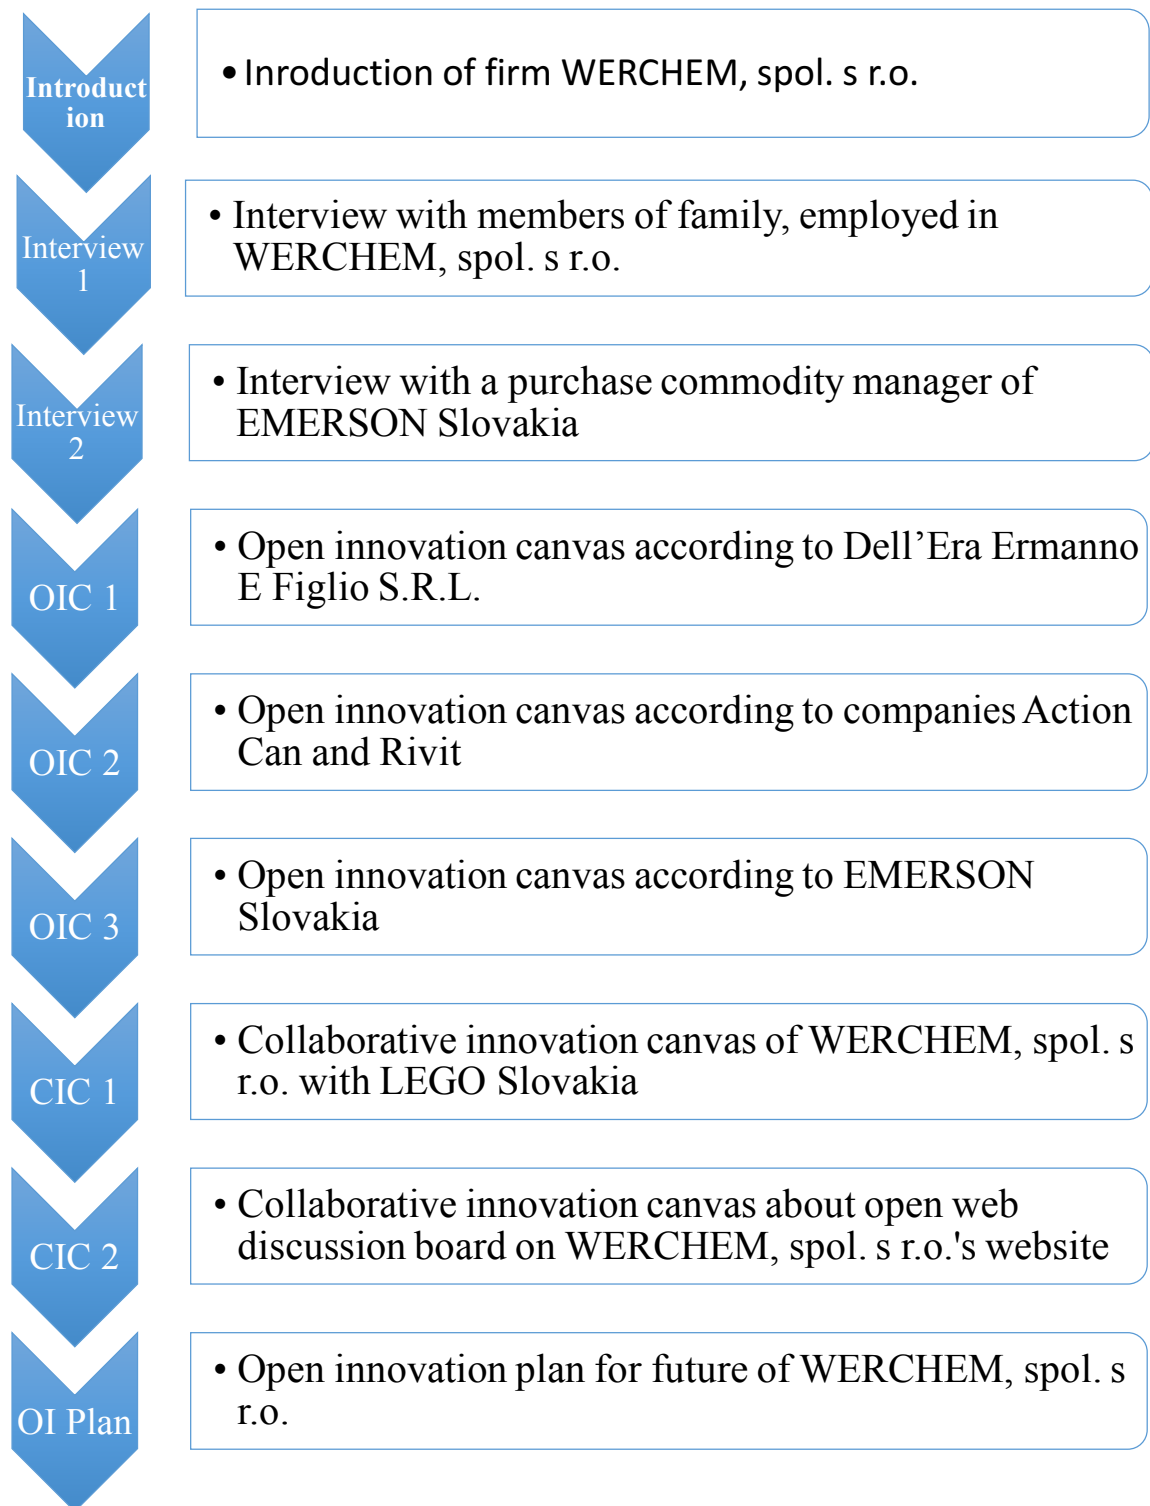 Introduct
ion
• Inroduction of firm WERCHEM, spol. s r.o.
Interview
1
• Interview with members of family, employed in
WERCHEM, spol. s r.o.
Interview
2
• Interview with a purchase commodity manager of
EMERSON Slovakia
OIC 1
• Open innovation canvas according to Dell’Era Ermanno
E Figlio S.R.L.
OIC 2
• Open innovation canvas according to companies Action
Can and Rivit
OIC 3
• Open innovation canvas according to EMERSON
Slovakia
CIC 1
• Collaborative innovation canvas of WERCHEM, spol. s
r.o. with LEGO Slovakia
CIC 2
• Collaborative innovation canvas about open web
discussion board on WERCHEM, spol. s r.o.'s website
OI Plan
• Open innovation plan for future of WERCHEM, spol. s
r.o.